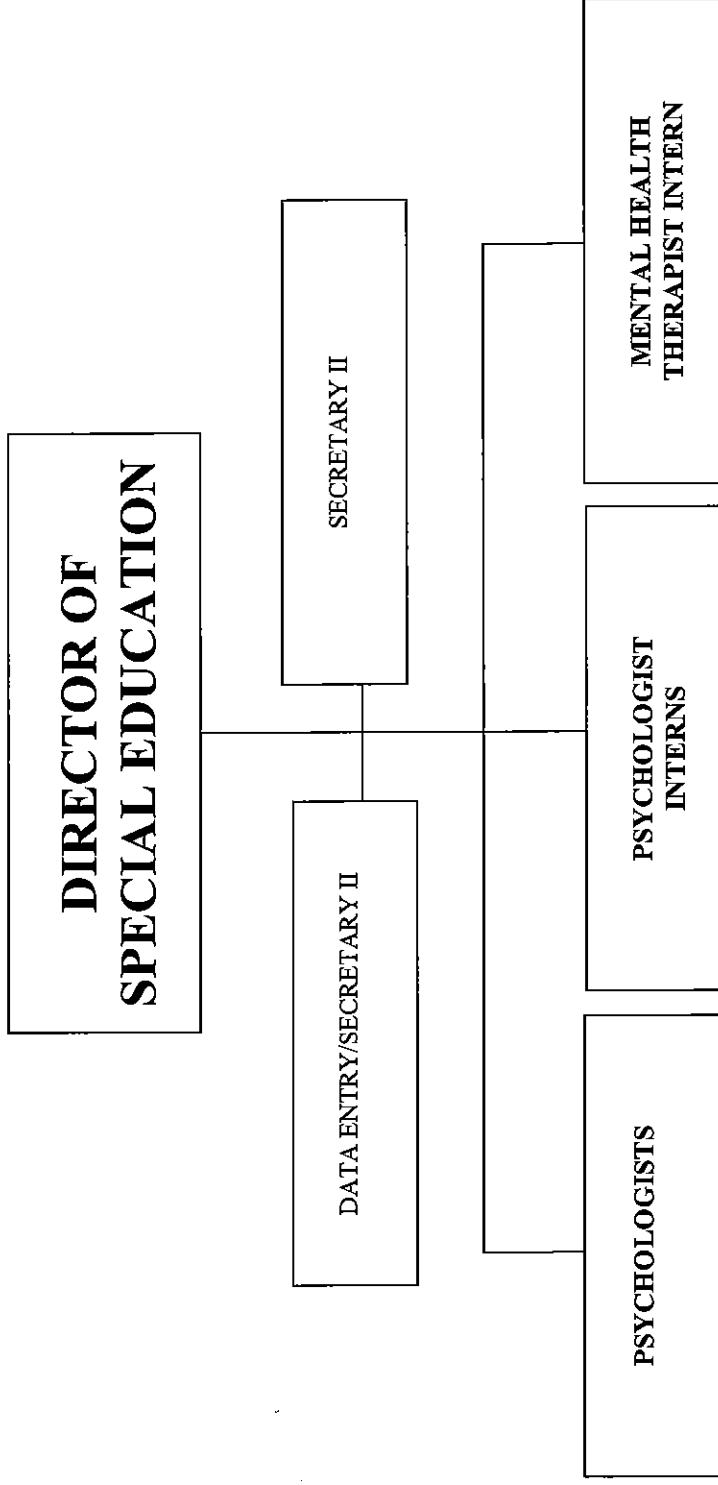 DIRECTOR OF
SPECIAL EDUCATION
DATA ENTRY/SECRETARY II
SECRETARY II
PSYCHOLOGISTS
PSYCHOLOGIST
INTERNS
MENTAL HEALTH
THERAPIST INTERN